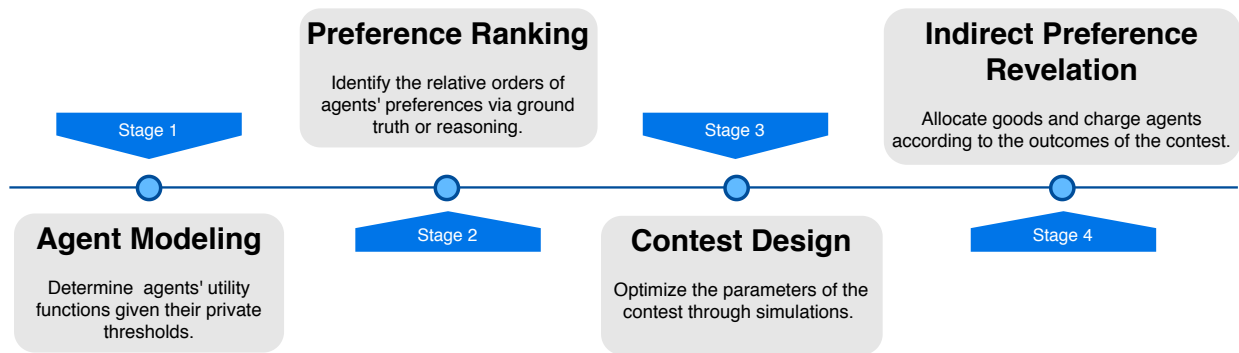 Stage 1
Agent Modeling
Determine agents' utility
functions given their private
thresholds.
Preference Ranking
Identify the relative orders of
agents' preferences via ground
truth or reasoning.
Stage 2
Stage 3
Contest Design
Optimize the parameters of the
contest through simulations.
Indirect Preference
Revelation
Allocate goods and charge agents
according to the outcomes of the contest.
Stage 4